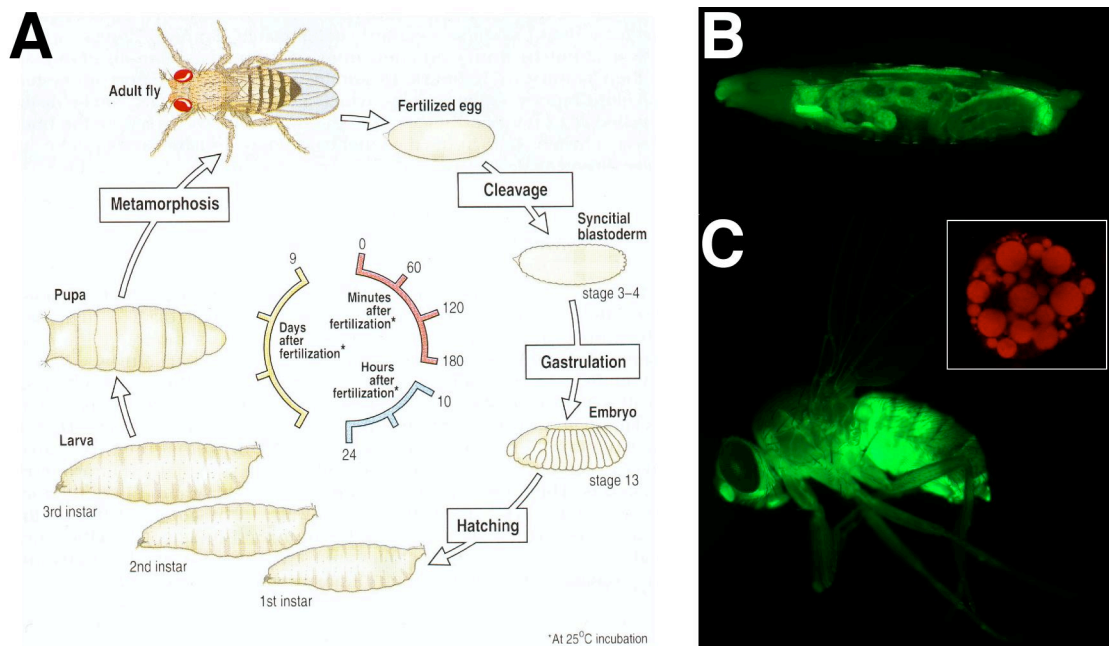 A
Adult fly
Fertilized egg
Cleavage
Syncitial
blastoderm
stage 3–4
Gastrulation
Embryo
stage 13
Hatching
1st instar
2nd instar
3rd instar
Larva
Pupa
Metamorphosis
0
60
120
180
Minutes
after
fertilization*
Hours
after
fertilization*
10
24
9
Days
after
fertilization*
*At 25°C incubation
B
C